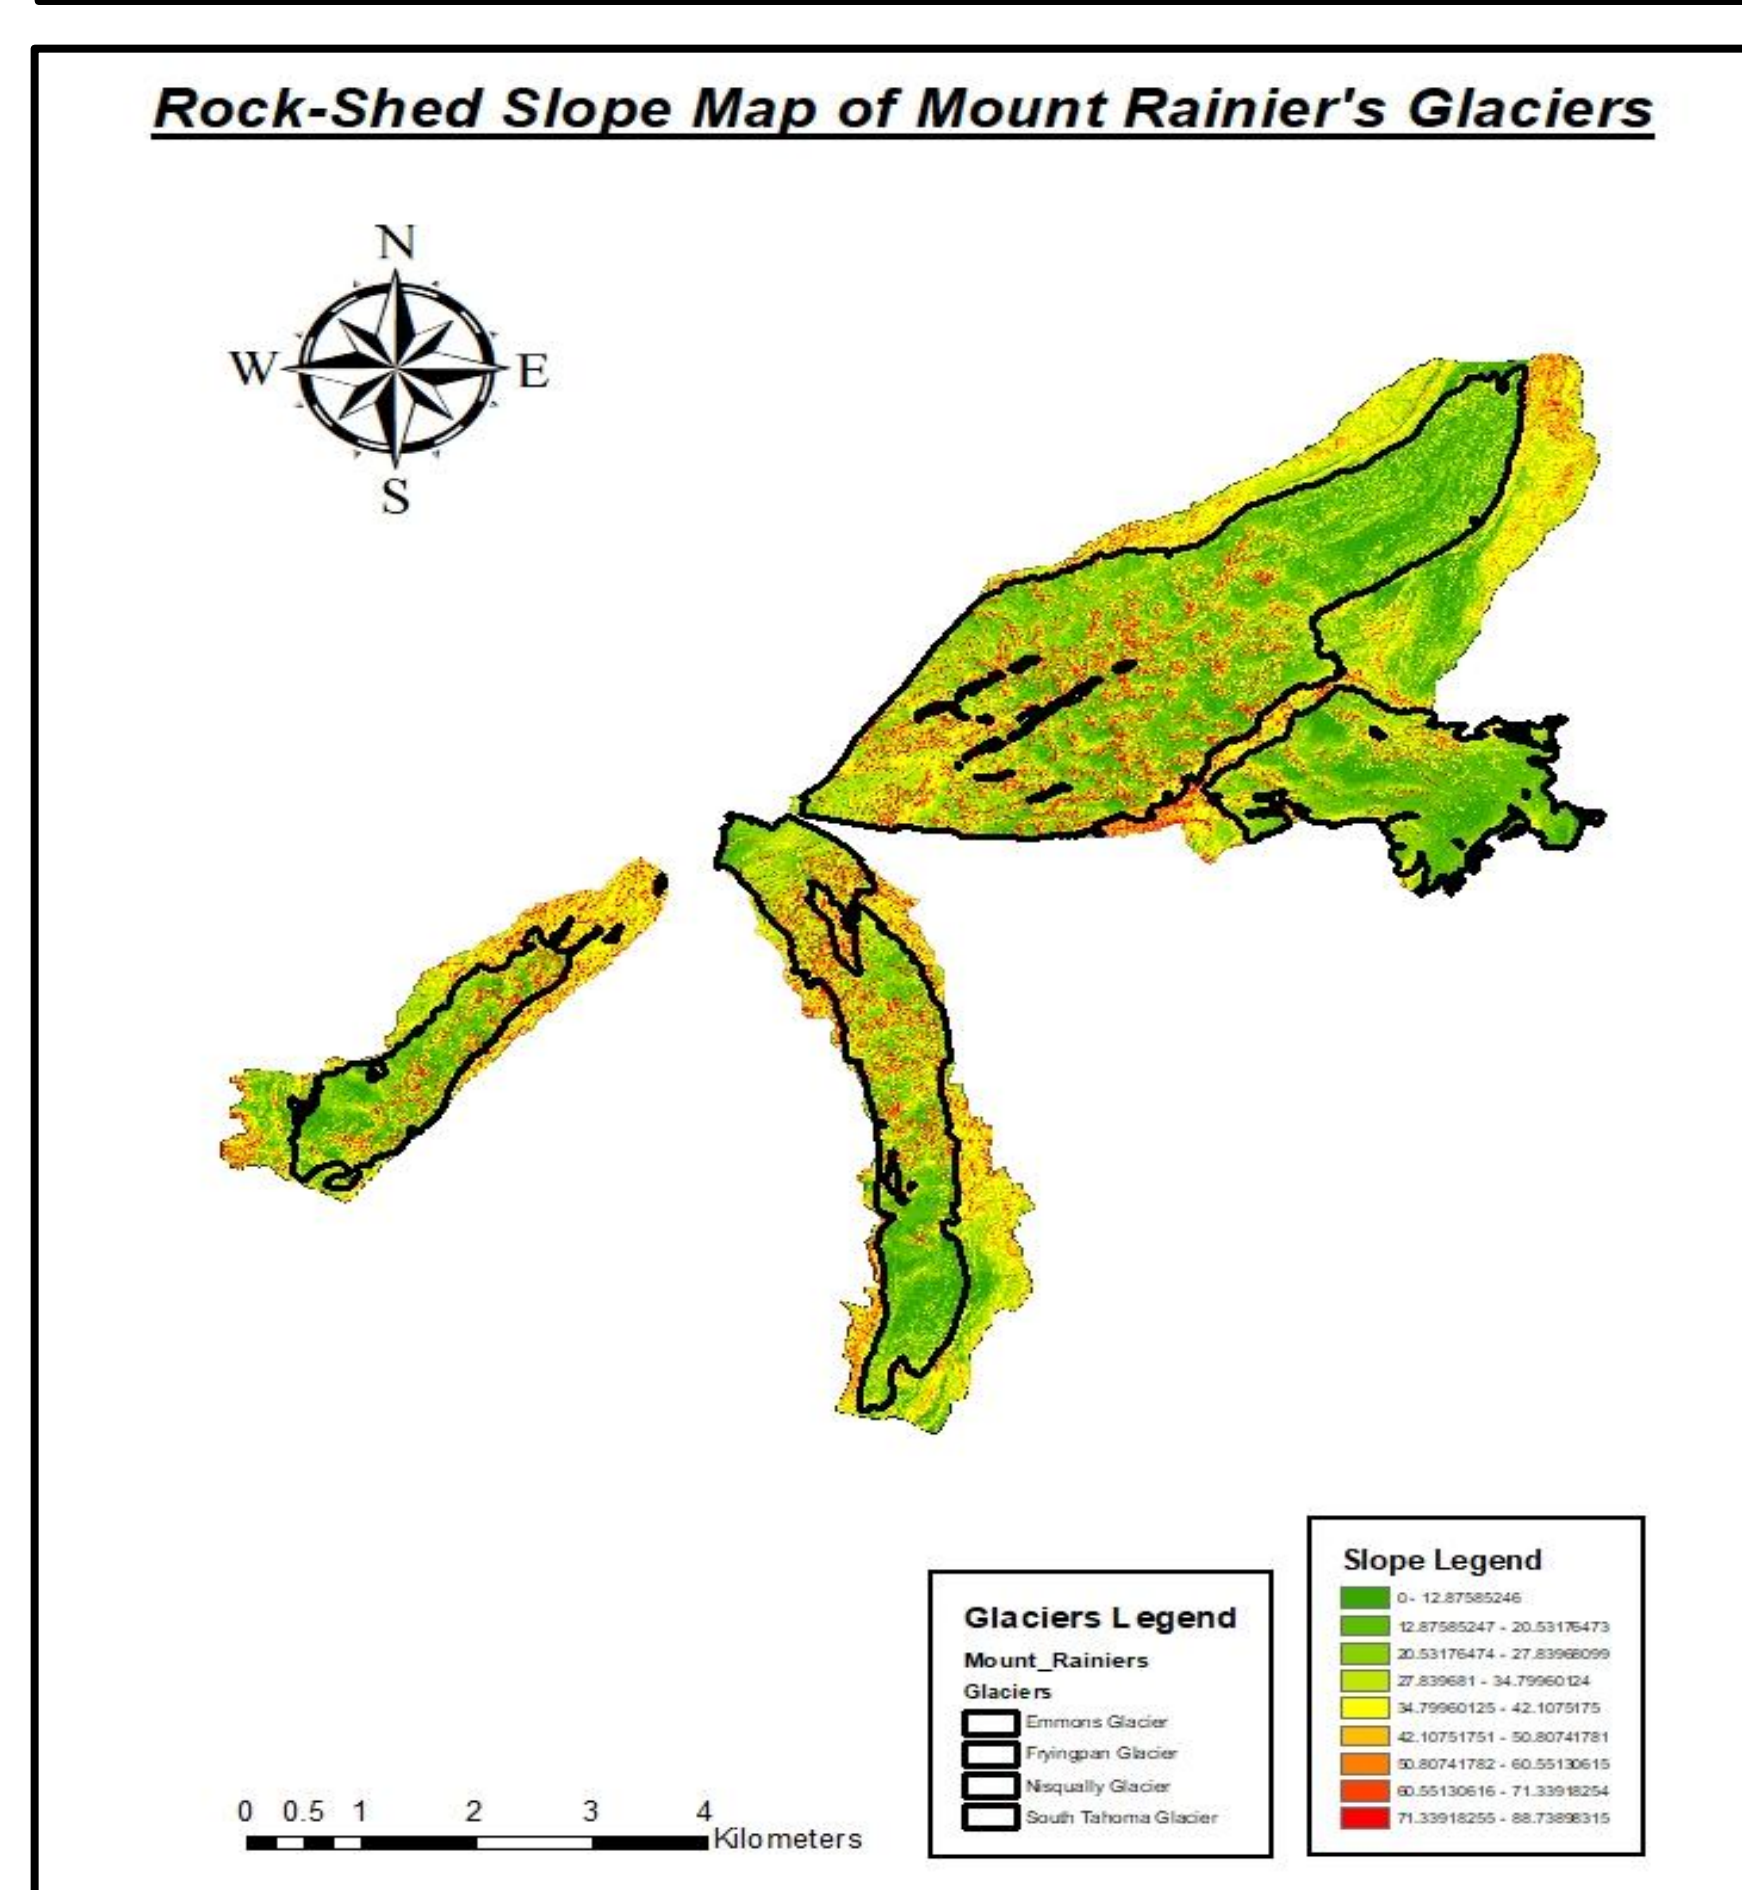 Rock-Shed Slope Map of Mount Rainier's Glaciers
N
W E
S
Glaciers Legend
Mount_Rainiers
Glaciers
Emmons Glacier
Fryingpan Glacier
Nisqually Glacier
South Tahoma Glacier
Slope Legend
0 - 12.87585246
12.87585247 - 20.53176473
20.53176474 - 27.83968099
27.839681 - 34.79960124
34.79960125 - 42.1075175
42.10751751 - 50.80741781
50.80741782 - 60.55130615
60.55130616 - 71.33918254
71.33918255 - 88.73898315
0 0.5 1 2 3 4
Kilometers